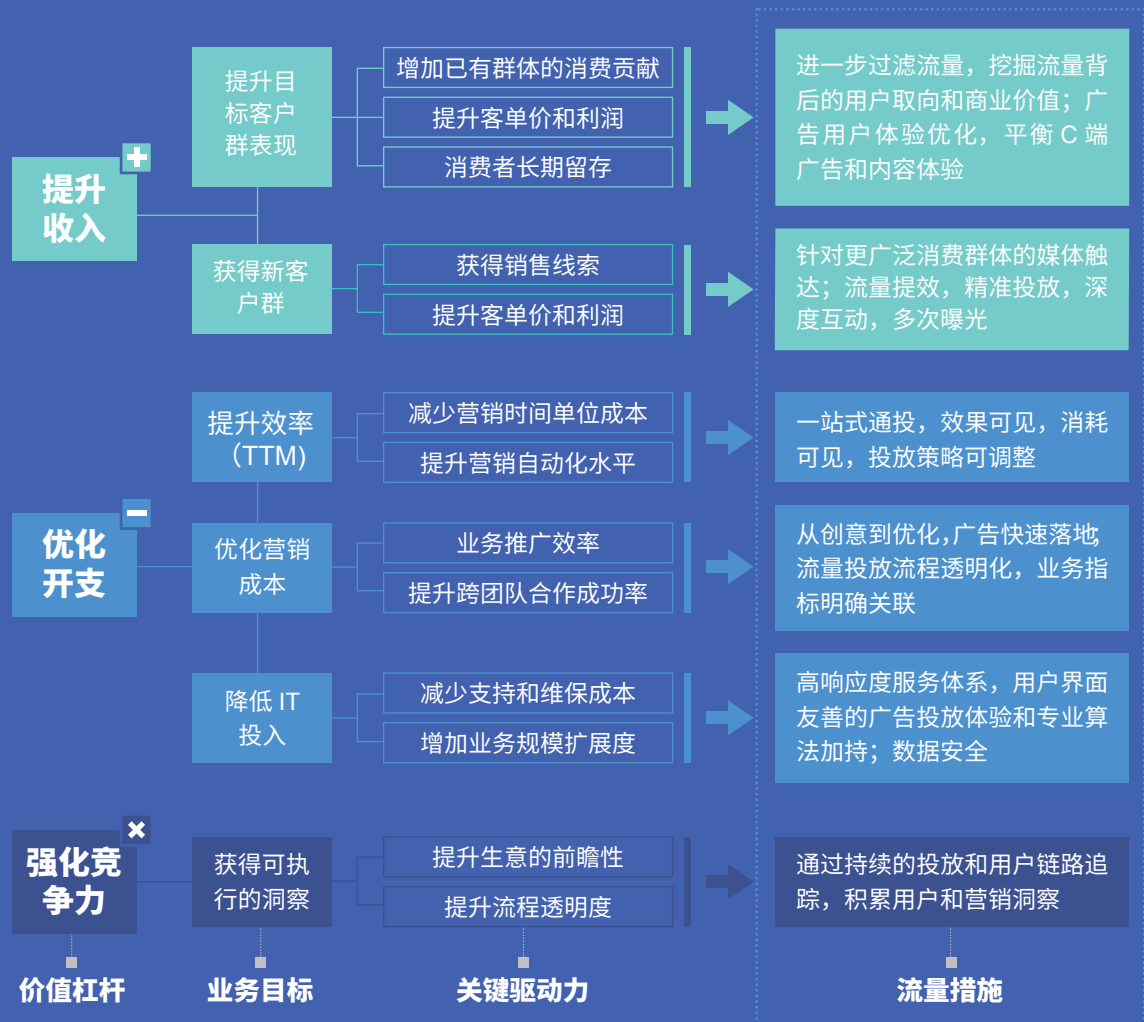 提升
收入
提升目
标客户
群表现
增加已有群体的消费贡献
提升客单价和利润
消费者长期留存
进一步过滤流量，挖掘流量背
后的用户取向和商业价值；广
告用户体验优化，平衡 C 端
广告和内容体验
获得新客
户群
获得销售线索
提升客单价和利润
针对更广泛消费群体的媒体触
达；流量提效，精准投放，深
度互动，多次曝光
优化
开支
提升效率
（TTM)
减少营销时间单位成本
提升营销自动化水平
一站式通投，效果可见，消耗
可见，投放策略可调整
优化营销
成本
业务推广效率
提升跨团队合作成功率
从创意到优化，广告快速落地；
流量投放流程透明化，业务指
标明确关联
降低 IT
投入
减少支持和维保成本
增加业务规模扩展度
高响应度服务体系，用户界面
友善的广告投放体验和专业算
法加持；数据安全
强化竞
争力
获得可执
行的洞察
提升生意的前瞻性
提升流程透明度
通过持续的投放和用户链路追
踪，积累用户和营销洞察
价值杠杆
业务目标
关键驱动力
流量措施